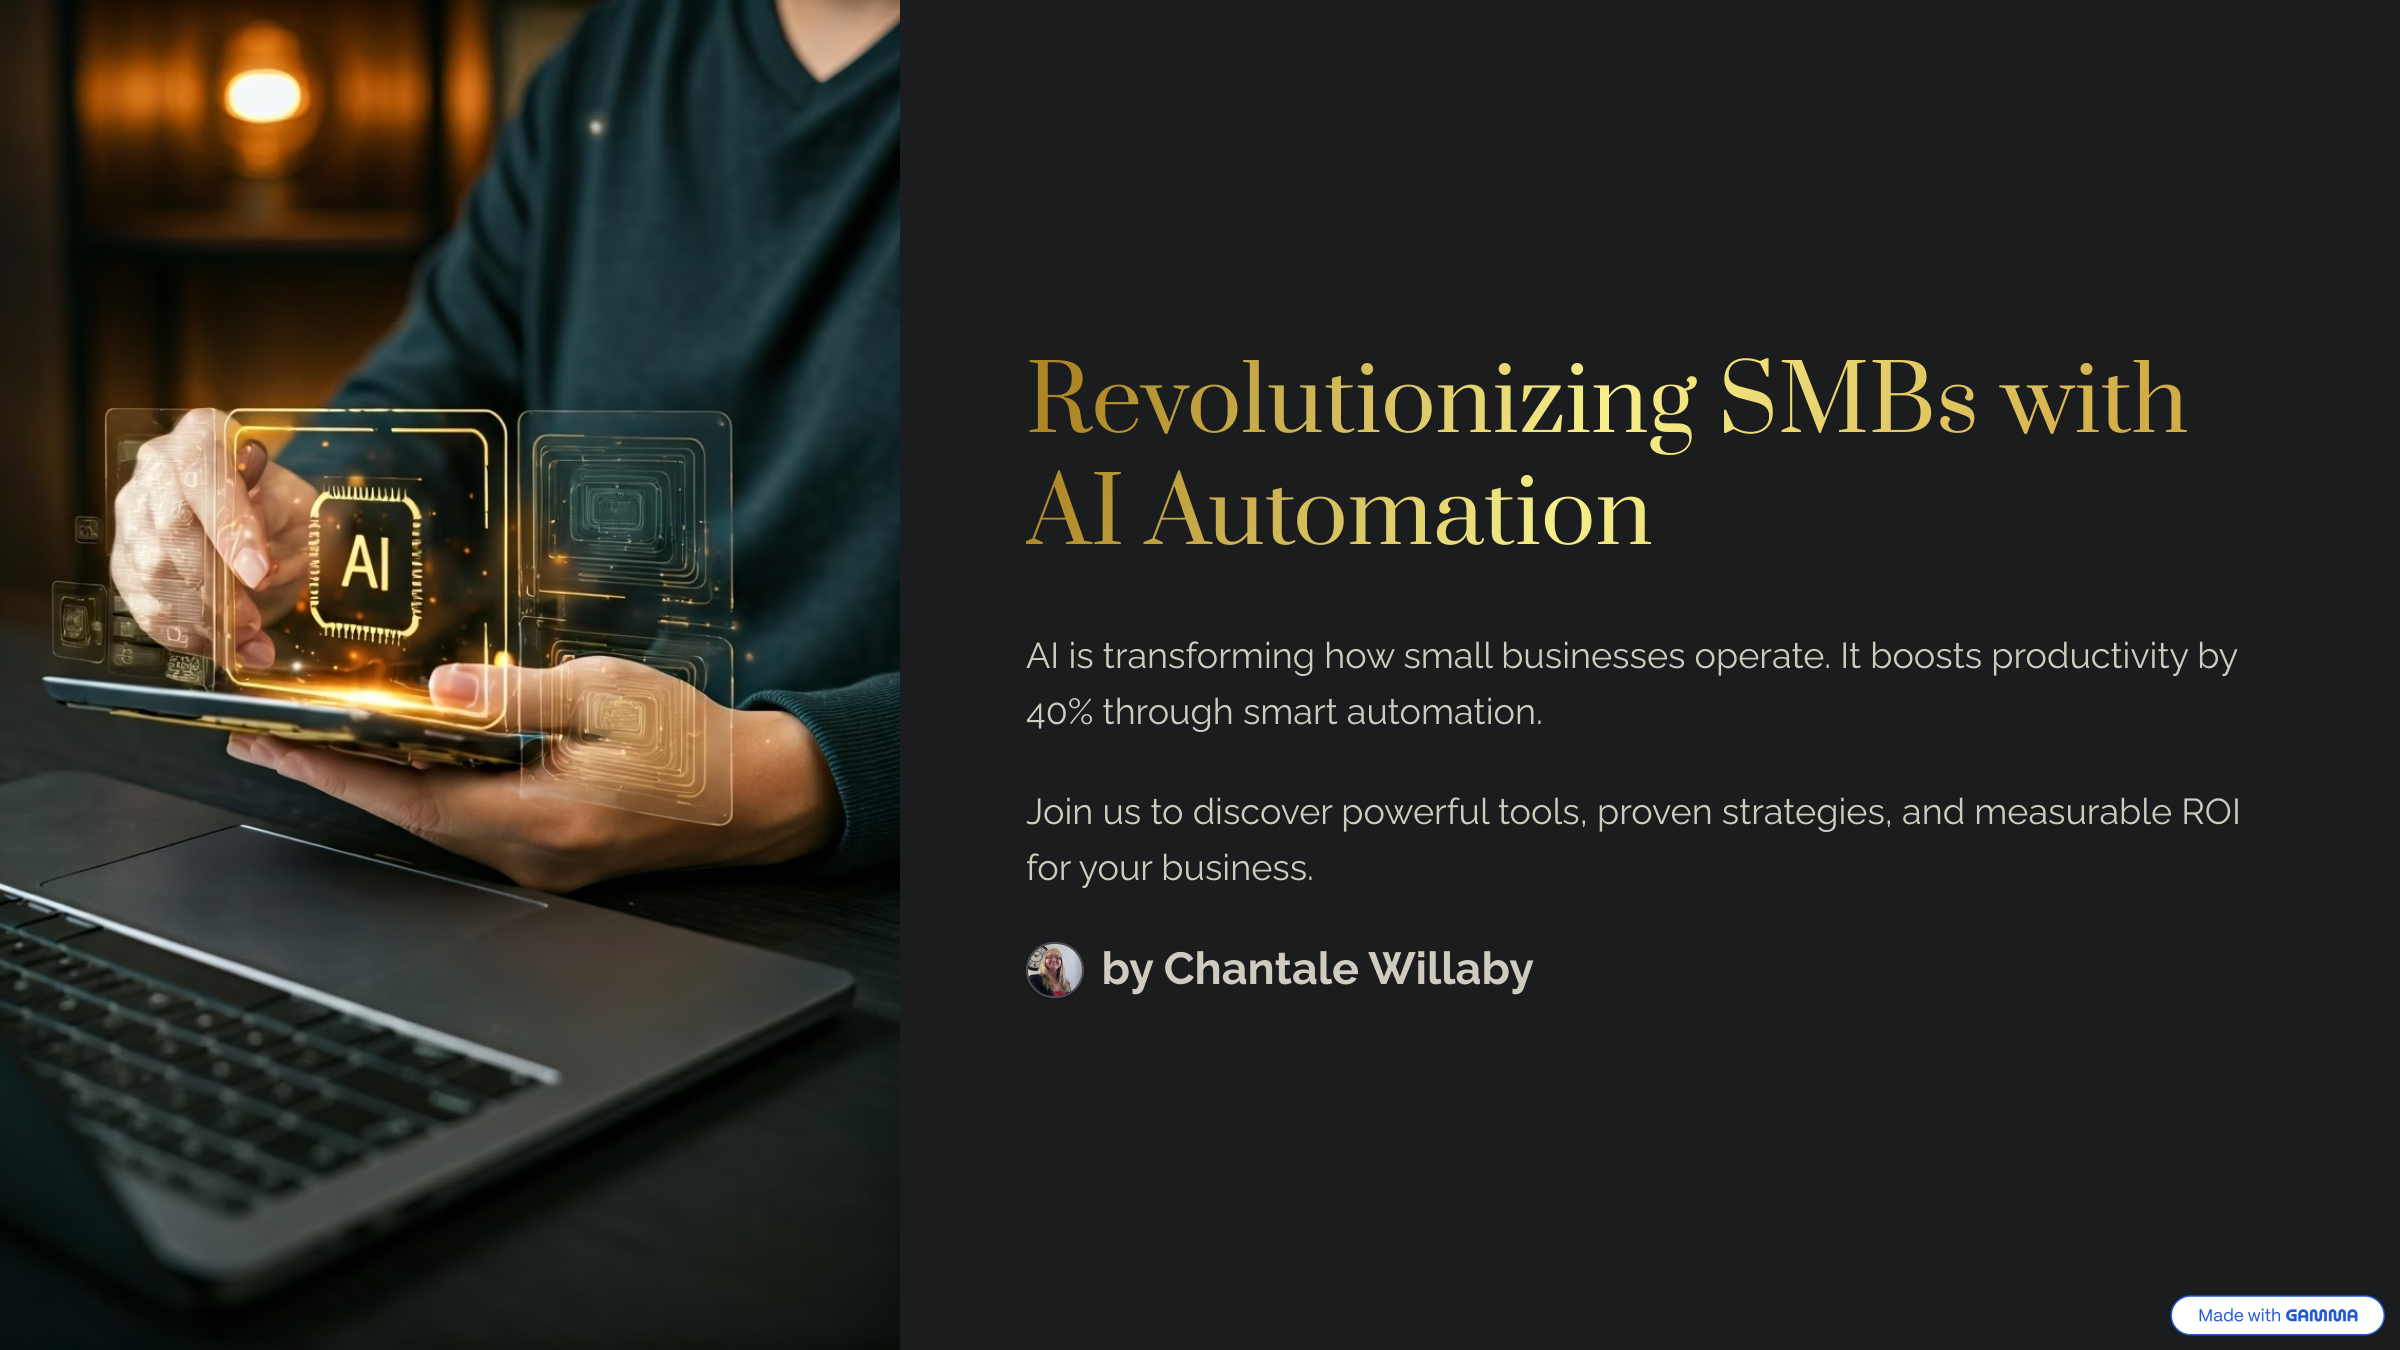 AI
Revolutionizing SMBs with
AI Automation
AI is transforming how small businesses operate. It boosts productivity by
40% through smart automation.
Join us to discover powerful tools, proven strategies, and measurable ROI
for your business.
by Chantale Willaby
Made with GAMMA